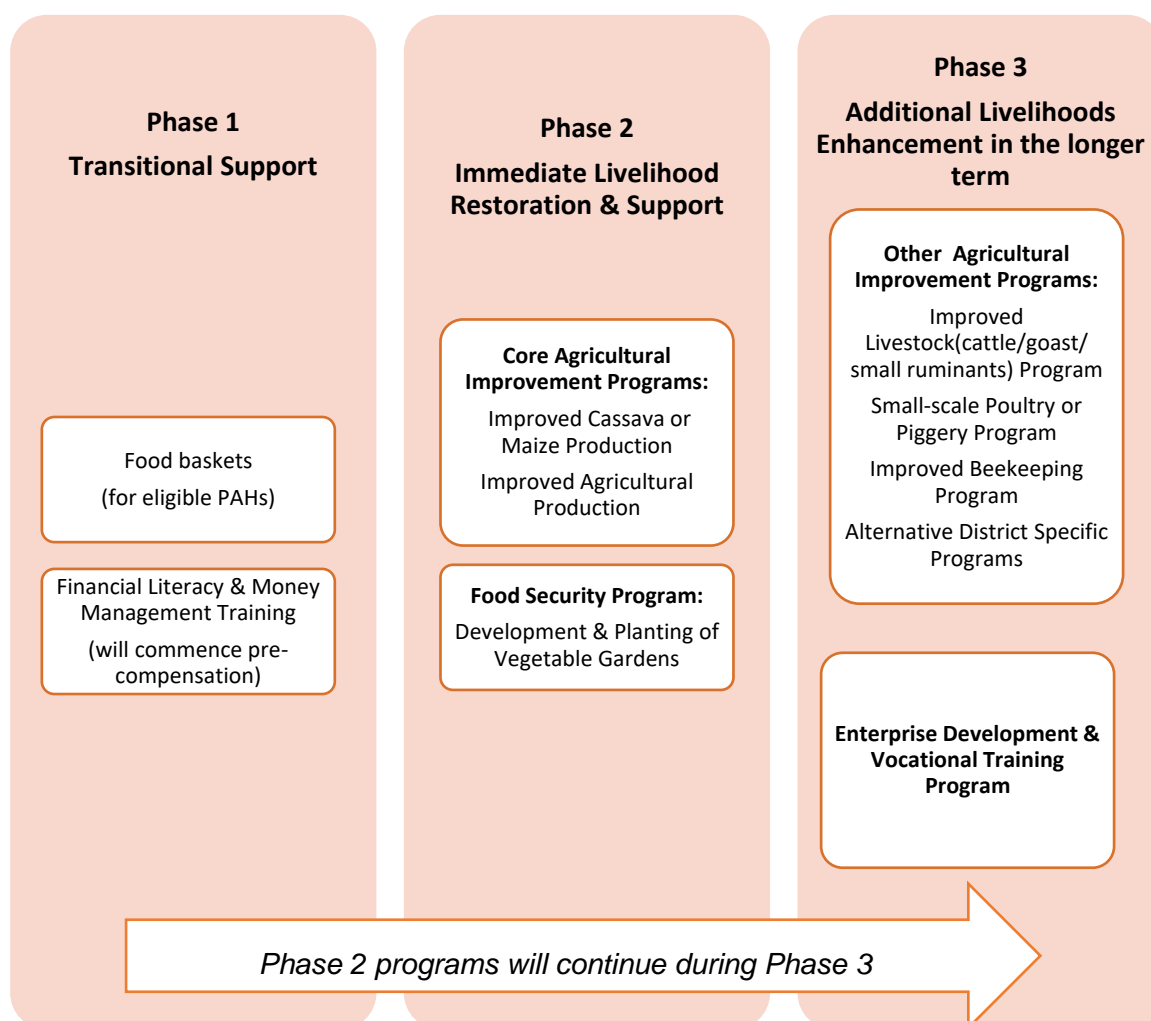 Phase 1
Transitional Support
Food baskets
(for eligible PAHs)
Financial Literacy & Money
Management Training
(will commence pre-
compensation)
Phase 2
Immediate Livelihood
Restoration & Support
Core Agricultural
Improvement Programs:
Improved Cassava or
Maize Production
Improved Agricultural
Production
Food Security Program:
Development & Planting of
Vegetable Gardens
Phase 3
Additional Livelihoods
Enhancement in the longer
term
Other Agricultural
Improvement Programs:
Improved
Livestock(cattle/goast/
small ruminants) Program
Small-scale Poultry or
Piggery Program
Improved Beekeeping
Program
Alternative District Specific
Programs
Enterprise Development &
Vocational Training
Program
Phase 2 programs will continue during Phase 3